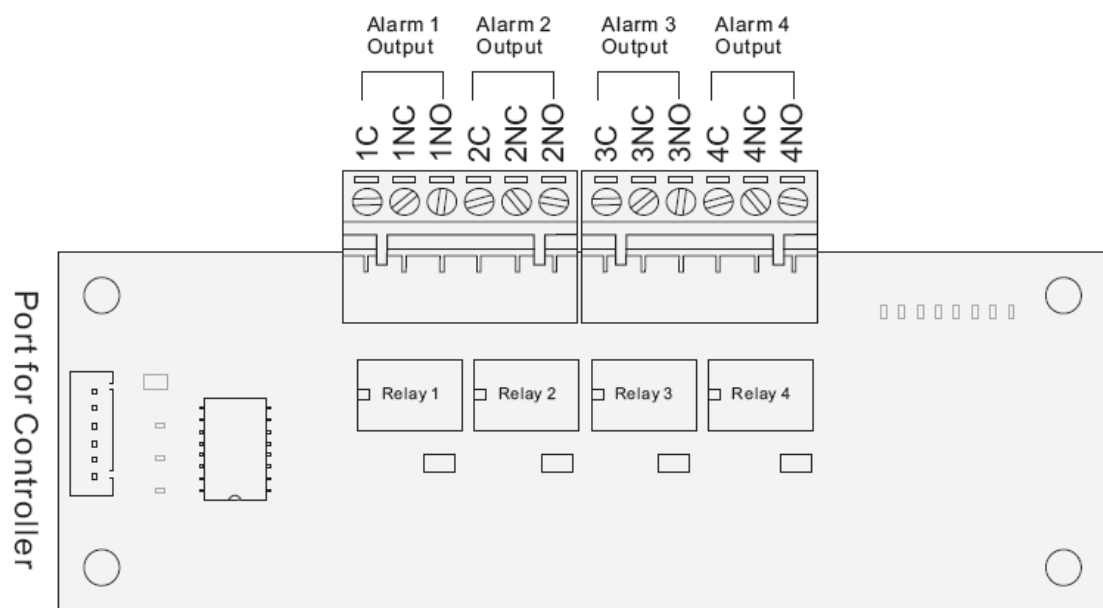 Alarm 1
Output
Alarm 2
Output
Alarm 3
Output
Alarm 4
Output
1C
1NC
1NO
2C
2NC
2NO
3C
3NC
3NO
4C
4NC
4NO
Port for Controller
Relay 1
Relay 2
Relay 3
Relay 4